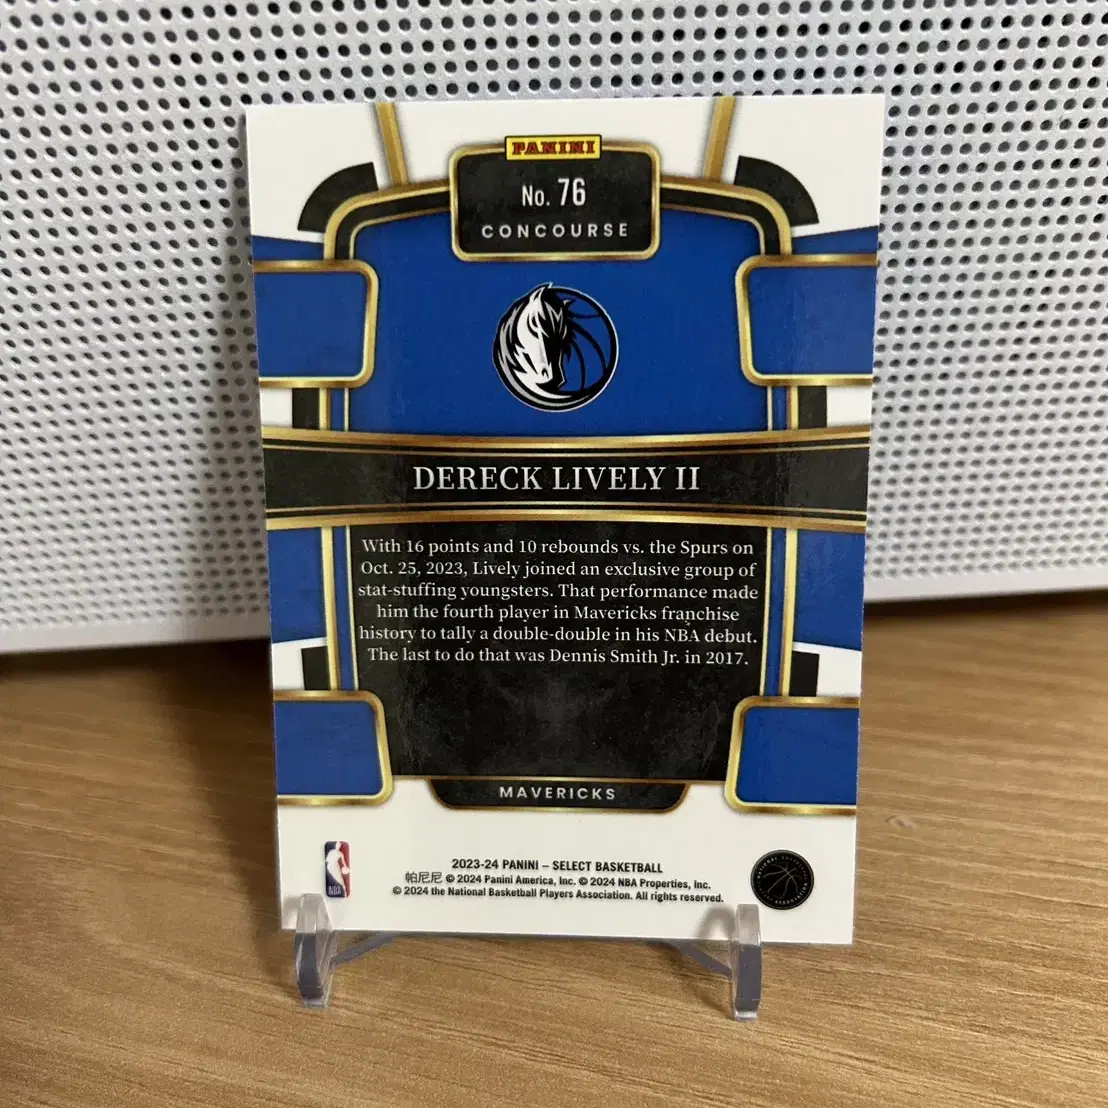 PANINI
No. 76
CONCOURSE
DERECK LIVELY II
With 16 points and 10 rebounds vs. the Spurs on
Oct. 25, 2023, Lively joined an exclusive group of
stat-stuffing youngsters. That performance made
him the fourth player in Mavericks franchise
history to tally a double-double in his NBA debut.
The last to do that was Dennis Smith Jr. in 2017.
MAVERICKS
NBA
2023-24 PANINI – SELECT BASKETBALL
帕尼尼 © 2024 Panini America, Inc. © 2024 NBA Properties, Inc.
© 2024 the National Basketball Players Association. All rights reserved.